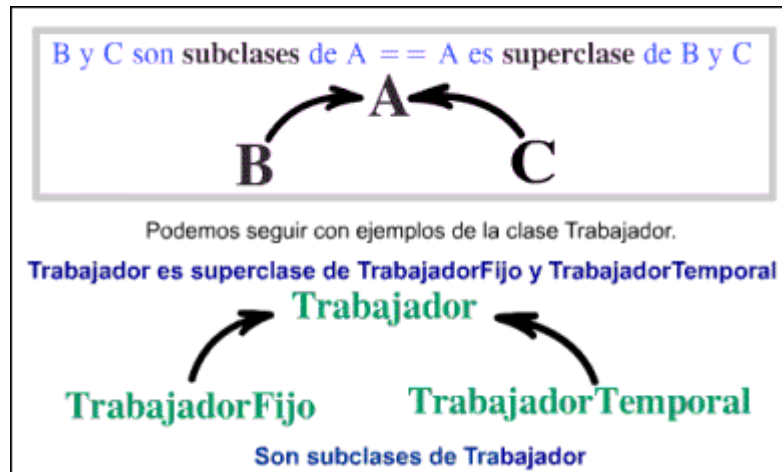 B y C son subclases de A == A es superclase de B y C
A
B
C
Podemos seguir con ejemplos de la clase Trabajador.
Trabajador es superclase de TrabajadorFijo y TrabajadorTemporal
Trabajador
TrabajadorFijo
TrabajadorTemporal
Son subclases de Trabajador